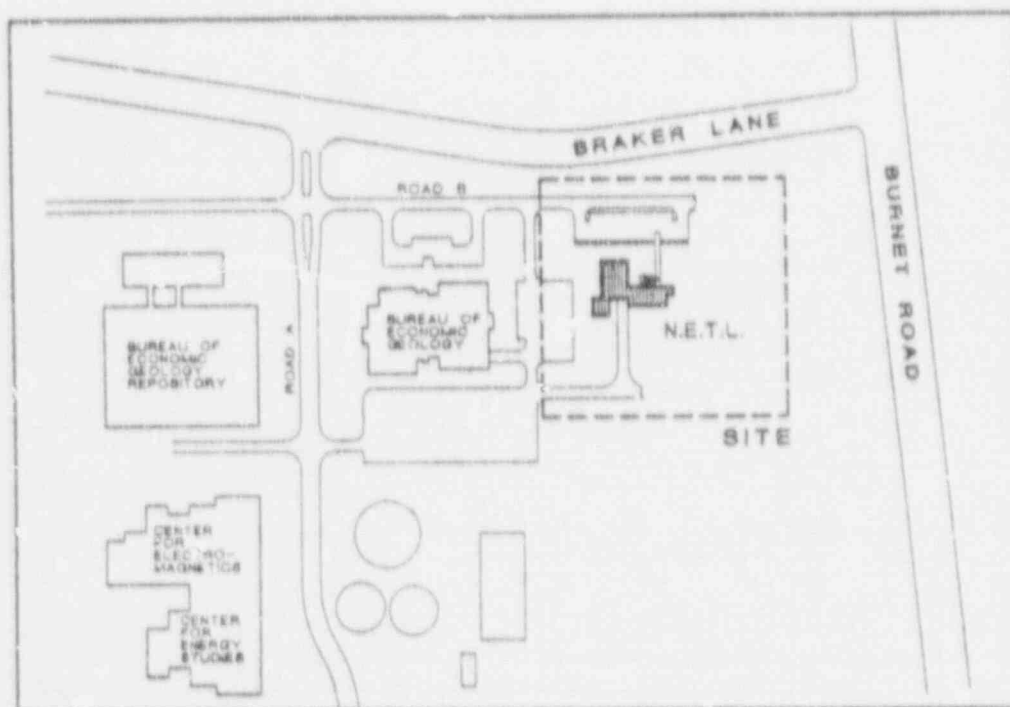 BRAKER LANE
BURNET ROAD
ROAD B
BUREAU OF
ECONOMIC
GEOLOGY
REPOSITORY
ROAD A
BUREAU OF
ECONOMIC
GEOLOGY
N.E.T.L.
SITE
CENTER
FOR
ELECTRO-
MAGNETICS
CENTER
FOR
ENERGY
STUDIES